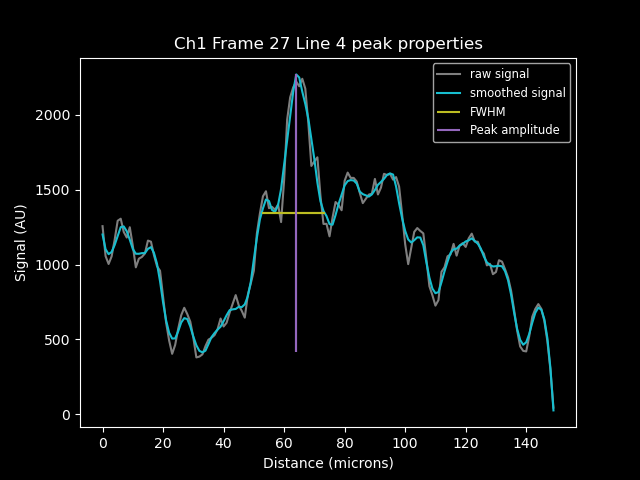 Ch1 Frame 27 Line 4 peak properties
raw signal
smoothed signal
FWHM
Peak amplitude
Signal (AU)
2000
1500
1000
500
0
0 20 40 60 80 100 120 140
Distance (microns)